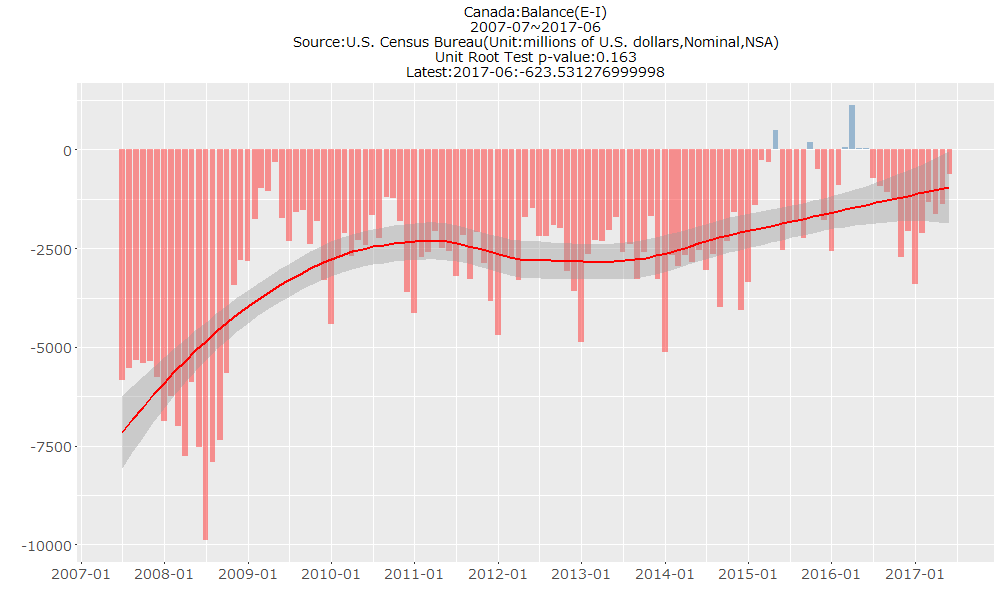 Canada:Balance(E-I)
2007-07~2017-06
Source:U.S. Census Bureau(Unit:millions of U.S. dollars,Nominal,NSA)
Unit Root Test p-value:0.163
Latest:2017-06:-623.531276999998
0
-2500
-5000
-7500
-10000
2007-01 2008-01 2009-01 2010-01 2011-01 2012-01 2013-01 2014-01 2015-01 2016-01 2017-01